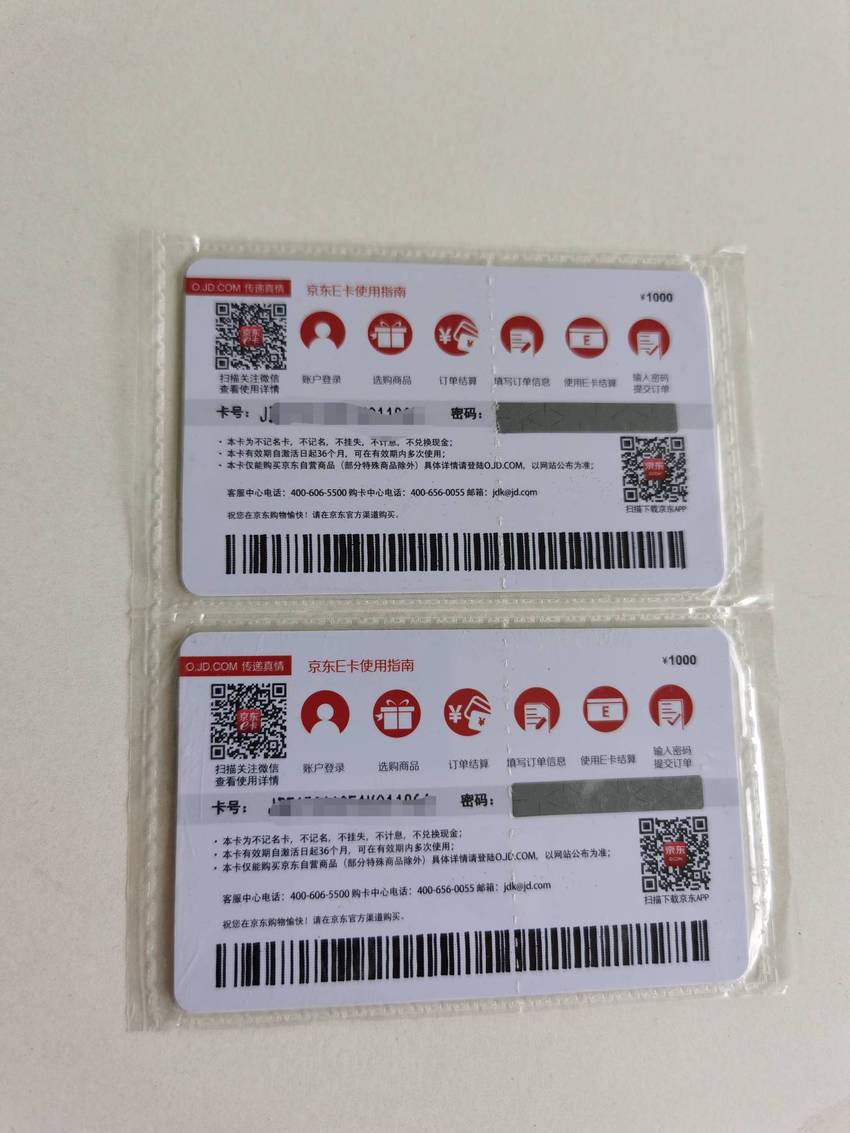 O.JD.COM 传递真情
京东E卡使用指南
¥1000
京东
e卡
扫描关注微信
查看使用详情
账户登录
选购商品
订单结算
填写订单信息
使用E卡结算
输入密码
提交订单
卡号：
密码：
· 本卡为不记名卡，不记名，不挂失，不计息，不兑换现金；
· 本卡有效期自激活日起36个月，可在有效期内多次使用；
· 本卡仅能购买京东自营商品（部分特殊商品除外）具体详情请登陆O.JD.COM，以网站公布为准；
京东
扫描下载京东APP
客服中心电话：400-606-5500 购卡中心电话：400-656-0055 邮箱：jdk@jd.com
祝您在京东购物愉快！请在京东官方渠道购买。
O.JD.COM 传递真情
京东E卡使用指南
¥1000
京东
e卡
扫描关注微信
查看使用详情
账户登录
选购商品
订单结算
填写订单信息
使用E卡结算
输入密码
提交订单
卡号：
密码：
· 本卡为不记名卡，不记名，不挂失，不计息，不兑换现金；
· 本卡有效期自激活日起36个月，可在有效期内多次使用；
· 本卡仅能购买京东自营商品（部分特殊商品除外）具体详情请登陆O.JD.COM，以网站公布为准；
京东
扫描下载京东APP
客服中心电话：400-606-5500 购卡中心电话：400-656-0055 邮箱：jdk@jd.com
祝您在京东购物愉快！请在京东官方渠道购买。